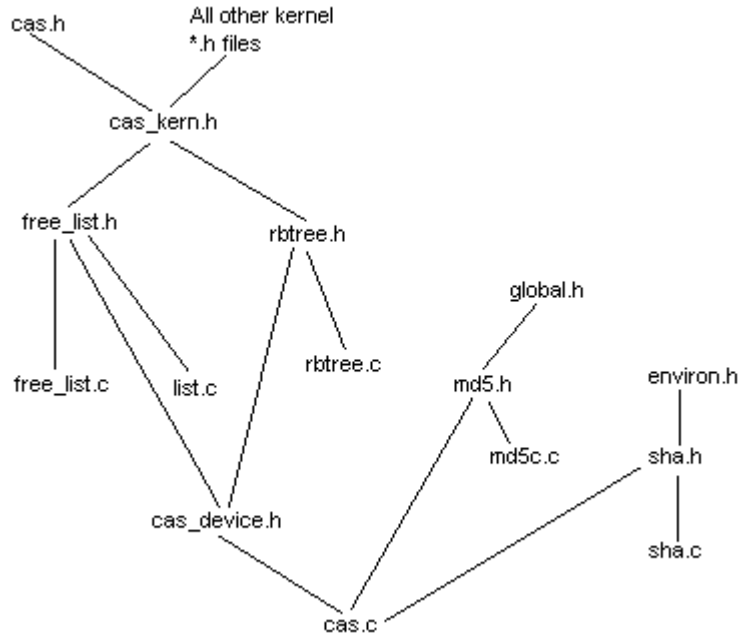 cas.h
All other kernel
*.h files
cas_kern.h
free_list.h
rbtree.h
global.h
free_list.c
list.c
rbtree.c
md5.h
environ.h
md5c.c
sha.h
cas_device.h
sha.c
cas.c